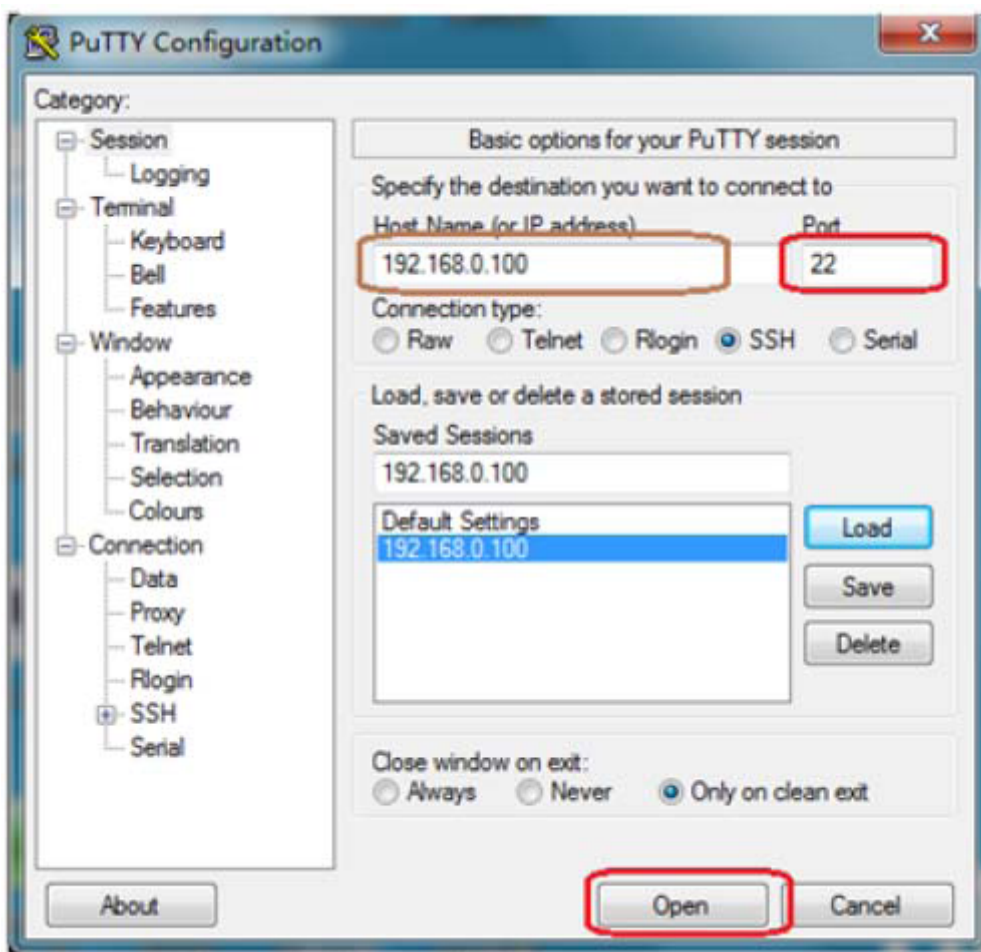 PuTTY Configuration
Category:
Session
Logging
Terminal
Keyboard
Bell
Features
Window
Appearance
Behaviour
Translation
Selection
Colours
Connection
Data
Proxy
Telnet
Rlogin
SSH
Serial
Basic options for your PuTTY session
Specify the destination you want to connect to
Host Name (or IP address) Port
192.168.0.100 22
Connection type:
Raw Telnet Rlogin SSH Serial
Load, save or delete a stored session
Saved Sessions
192.168.0.100
Default Settings
192.168.0.100
Load
Save
Delete
Close window on exit:
Always Never Only on clean exit
About Open Cancel